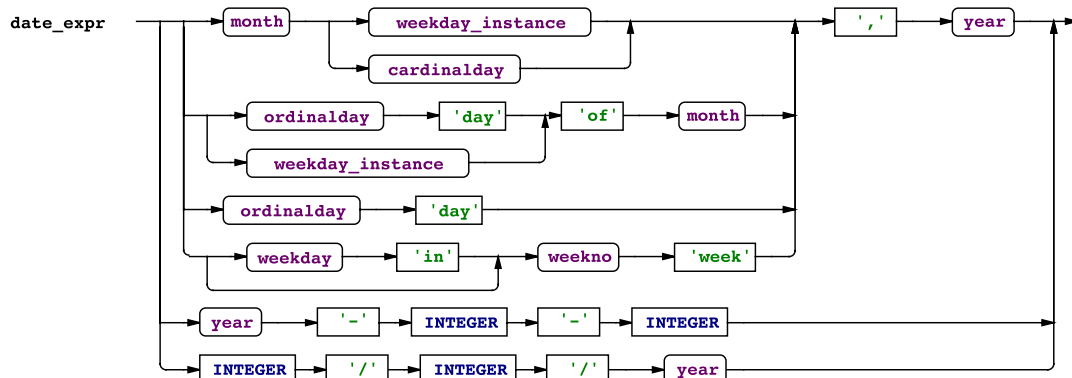 date_expr month weekday_instance ',' year
cardinalday
ordinalday 'day' 'of' month
weekday_instance
ordinalday 'day'
weekday 'in' weekno 'week'
year '-' INTEGER '-' INTEGER
INTEGER '/' INTEGER '/' year